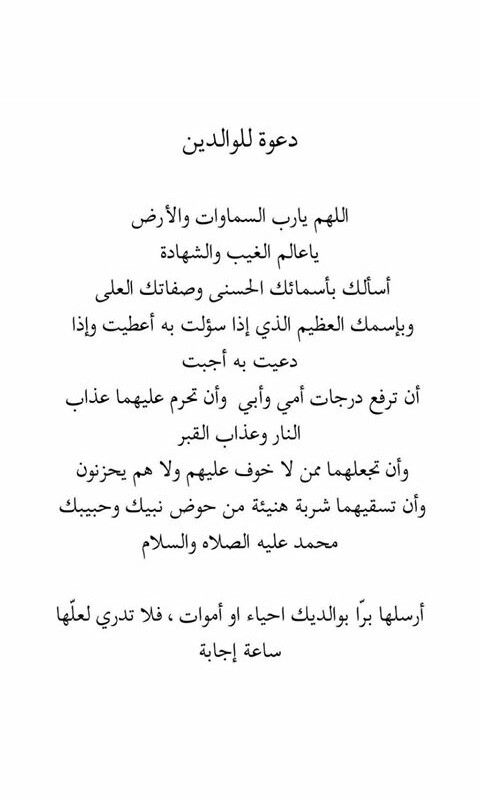 دعوة للوالدين
اللهم يارب السماوات والأرض
ياعالم الغيب والشهادة
أسألك بأسمائك الحسنى وصفاتك العلى
وبإسمك العظيم الذي إذا سؤلت به أعطيت وإذا
دعيت به أجبت
أن ترفع درجات أمي وأبي وأن تحرم عليهما عذاب
النار وعذاب القبر
وأن تجعلهما ممن لا خوف عليهم ولا هم يحزنون
وأن تسقيهما شربة هنيئة من حوض نبيك وحبيبك
محمد عليه الصلاه والسلام
أرسلها برّا بوالديك احياء او أموات ، فلا تدري لعلّها
ساعة إجابة